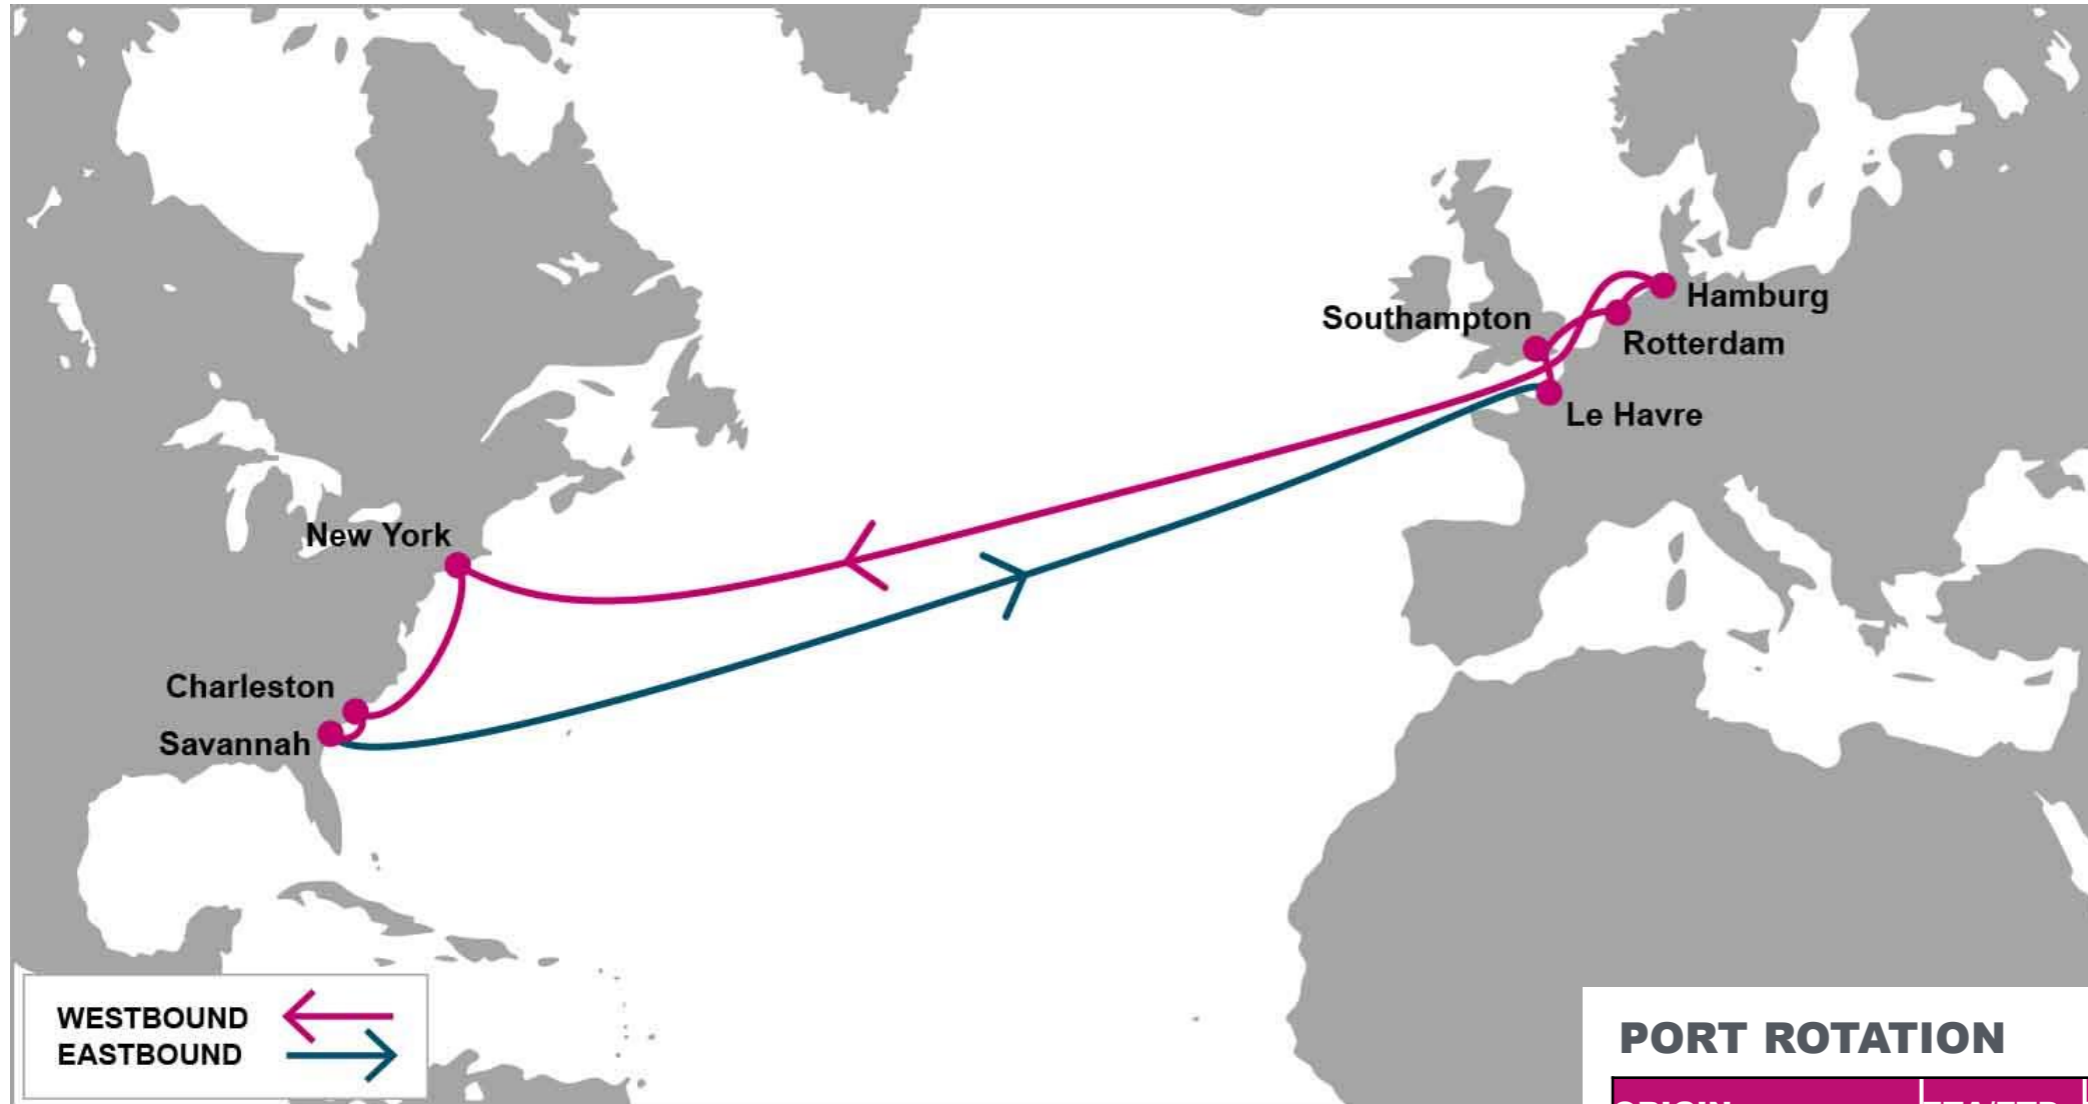 Hamburg
Southampton
Rotterdam
Le Havre
New York
Charleston
Savannah
WESTBOUND
EASTBOUND
PORT ROTATION